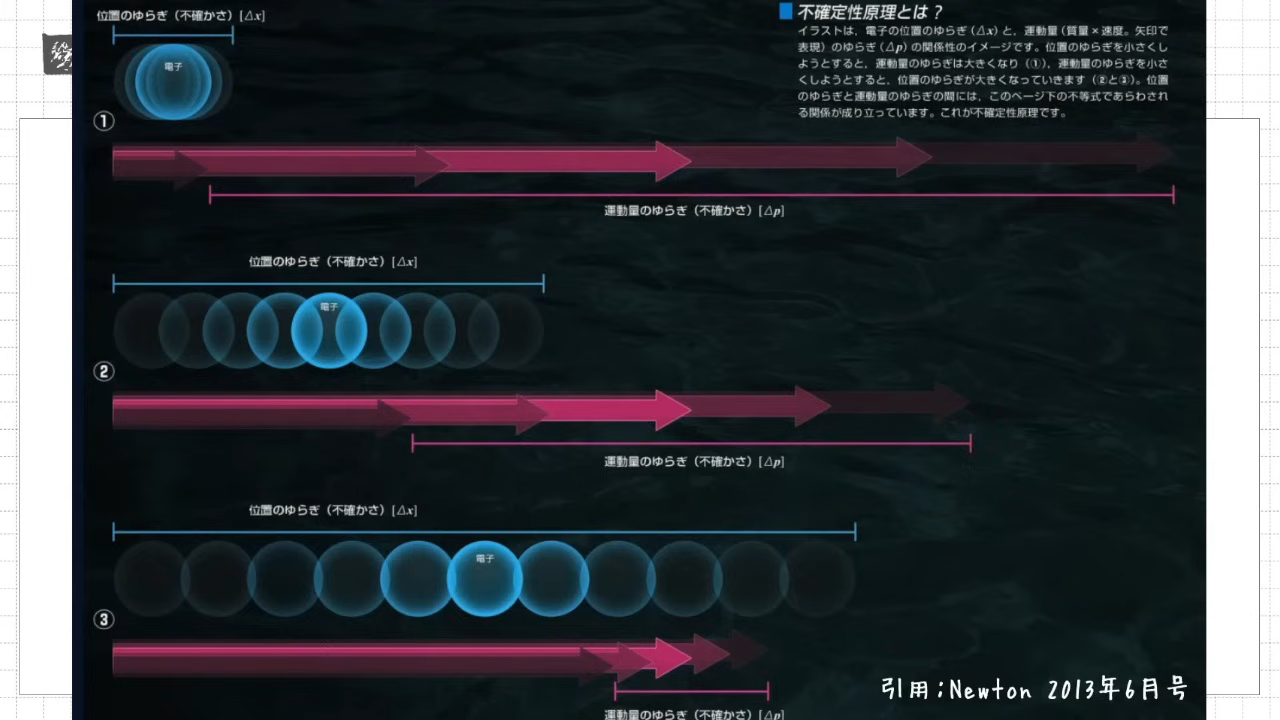 位置のゆらぎ（不確かさ）[Δx]
電子
①
運動量のゆらぎ（不確かさ）[Δp]
不確定性原理とは？
イラストは，電子の位置のゆらぎ（Δx）と，運動量（質量×速度。矢印で
表現）のゆらぎ（Δp）の関係性のイメージです。位置のゆらぎを小さくし
ようとすると，運動量のゆらぎは大きくなり（①），運動量のゆらぎを小さ
くしようとすると，位置のゆらぎが大きくなっていきます（②と③）。位置
のゆらぎと運動量のゆらぎの間には，このページ下の不等式であらわされ
る関係が成り立っています。これが不確定性原理です。
位置のゆらぎ（不確かさ）[Δx]
電子
②
運動量のゆらぎ（不確かさ）[Δp]
位置のゆらぎ（不確かさ）[Δx]
電子
③
運動量のゆらぎ（不確かさ）[Δp]
引用;Newton 2013年6月号